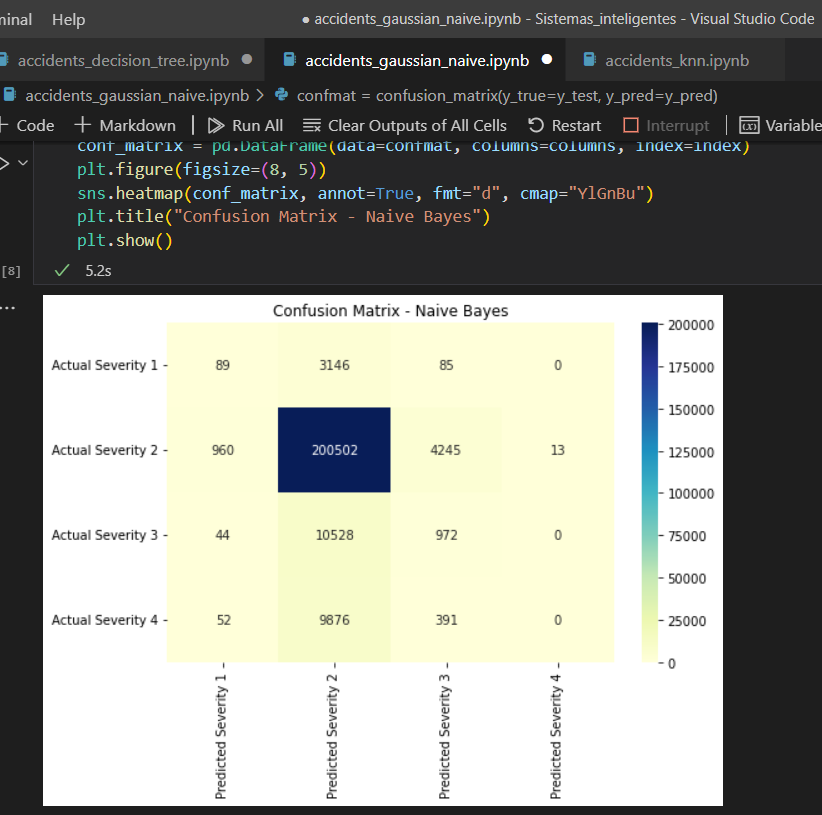 minal Help ● accidents_gaussian_naive.ipynb - Sistemas_inteligentes - Visual Studio Code
accidents_decision_tree.ipynb ● accidents_gaussian_naive.ipynb ● accidents_knn.ipynb
accidents_gaussian_naive.ipynb > confmat = confusion_matrix(y_true=y_test, y_pred=y_pred)
+ Code + Markdown | Run All Clear Outputs of All Cells Restart Interrupt | Variable
conf_matrix = pd.DataFrame(data=confmat, columns=columns, index=index)
plt.figure(figsize=(8, 5))
sns.heatmap(conf_matrix, annot=True, fmt="d", cmap="YlGnBu")
plt.title("Confusion Matrix - Naive Bayes")
plt.show()
[8] ✓ 5.2s
...
Confusion Matrix - Naive Bayes
Actual Severity 1 89 3146 85 0
Actual Severity 2 960 200502 4245 13
Actual Severity 3 44 10528 972 0
Actual Severity 4 52 9876 391 0
Predicted Severity 1
Predicted Severity 2
Predicted Severity 3
Predicted Severity 4
200000
175000
150000
125000
100000
75000
50000
25000
0